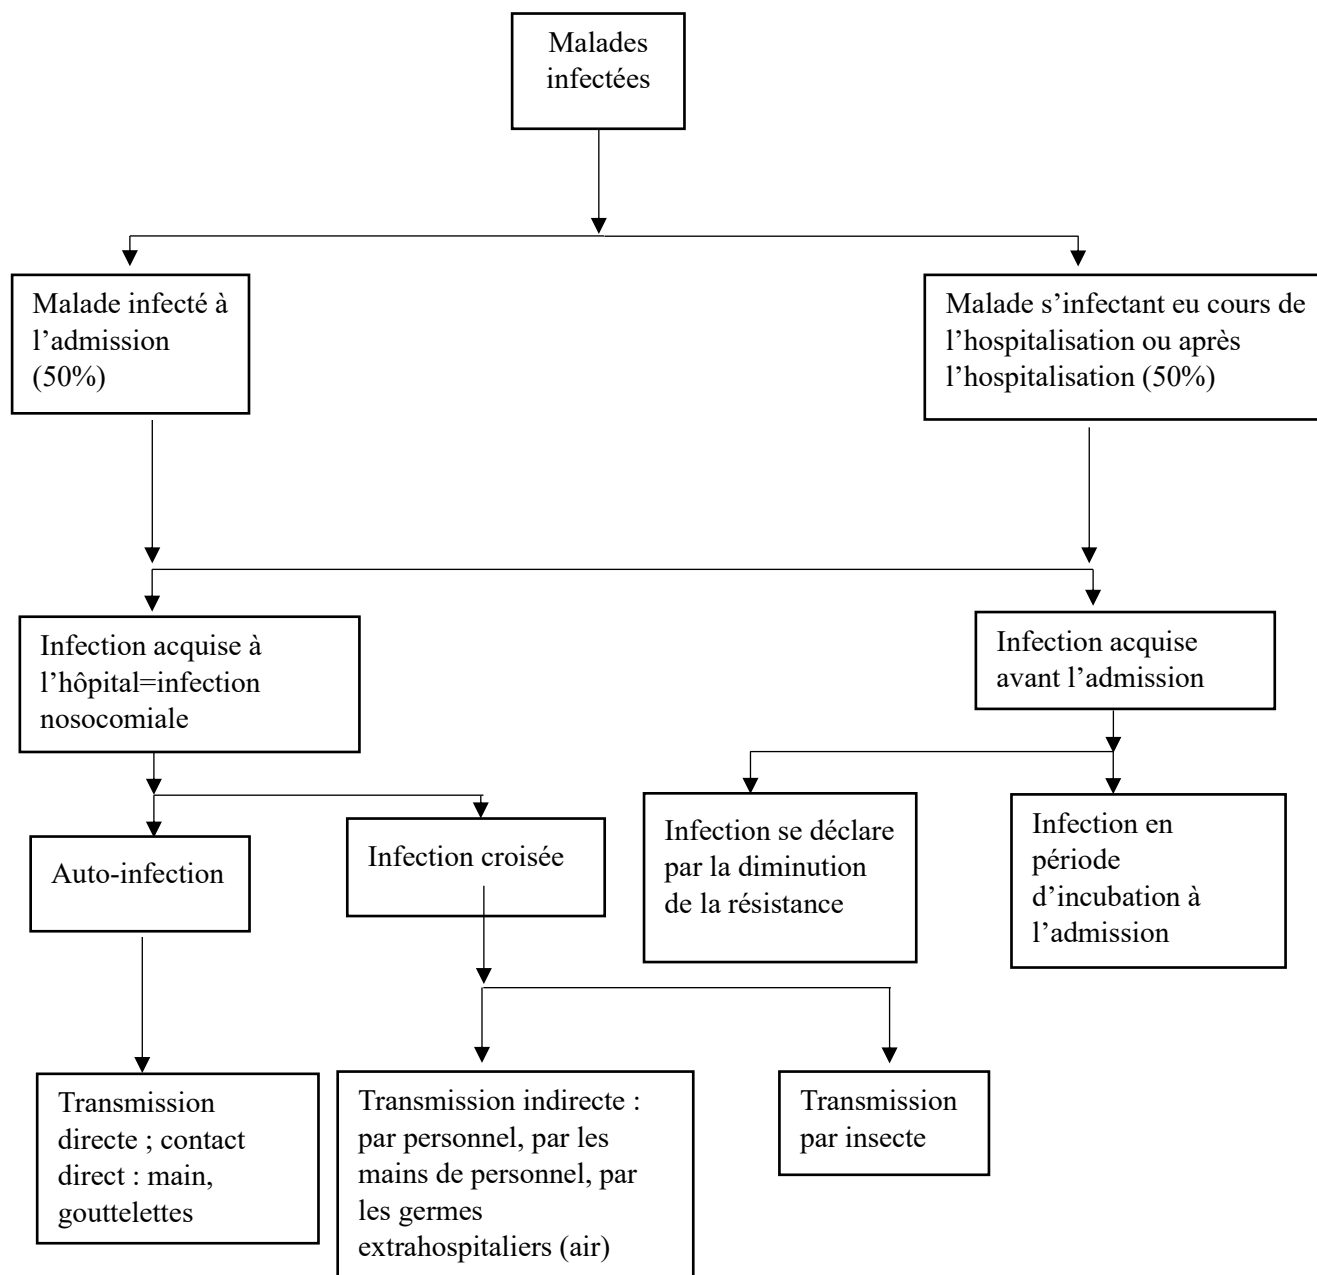 Malades
infectées
Malade infecté à
l’admission
(50%)
Malade s’infectant eu cours de
l’hospitalisation ou après
l’hospitalisation (50%)
Infection acquise à
l’hôpital=infection
nosocomiale
Infection acquise
avant l’admission
Auto-infection
Infection croisée
Infection se déclare
par la diminution
de la résistance
Infection en
période
d’incubation à
l’admission
Transmission
directe ; contact
direct : main,
gouttelettes
Transmission indirecte :
par personnel, par les
mains de personnel, par
les germes
extrahospitaliers (air)
Transmission
par insecte